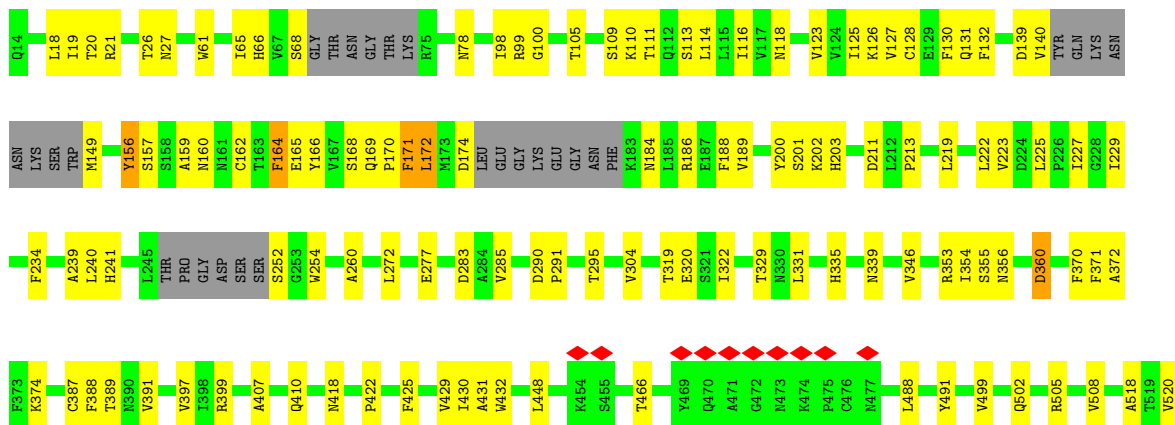 Q14 L18 I19 T20 R21 T26 N27 W61 I65 H66 V67 S68 GLY THR ASN GLY THR LYS R75 N78 I98 R99 G100 T105 S109 K110 T111 Q112 S113 L114 L115 I116 V117 N118 V123 V124 I125 K126 V127 C128 E129 F130 Q131 F132 D139 V140 TYR GLN LYS ASN
ASN LYS SER TRP M149 Y156 S157 S158 A159 N160 N161 C162 T163 F164 E165 Y166 V167 S168 Q169 P170 F171 L172 M173 D174 LEU GLU GLY LYS GLU GLY ASN PHE K183 N184 L185 R186 E187 F188 V189 Y200 S201 K202 H203 D211 L212 P213 L219 L222 V223 D224 L225 P226 I227 G228 I229
F234 A239 L240 H241 L245 THR PRO GLY ASP SER SER S252 G253 W254 A260 L272 E277 D283 A284 V285 D290 P291 T295 V304 T319 E320 S321 I322 T329 N330 L331 H335 N339 V346 R353 I354 S355 N356 D360 F370 F371 A372
F373 K374 C387 F388 T389 N390 V391 V397 I398 R399 A407 Q410 N418 P422 F425 V429 I430 A431 W432 L448 K454 S455 T466 Y469 Q470 A471 G472 N473 K474 P475 C476 N477 L488 Y491 V499 Q502 R505 V508 A518 T519 V520